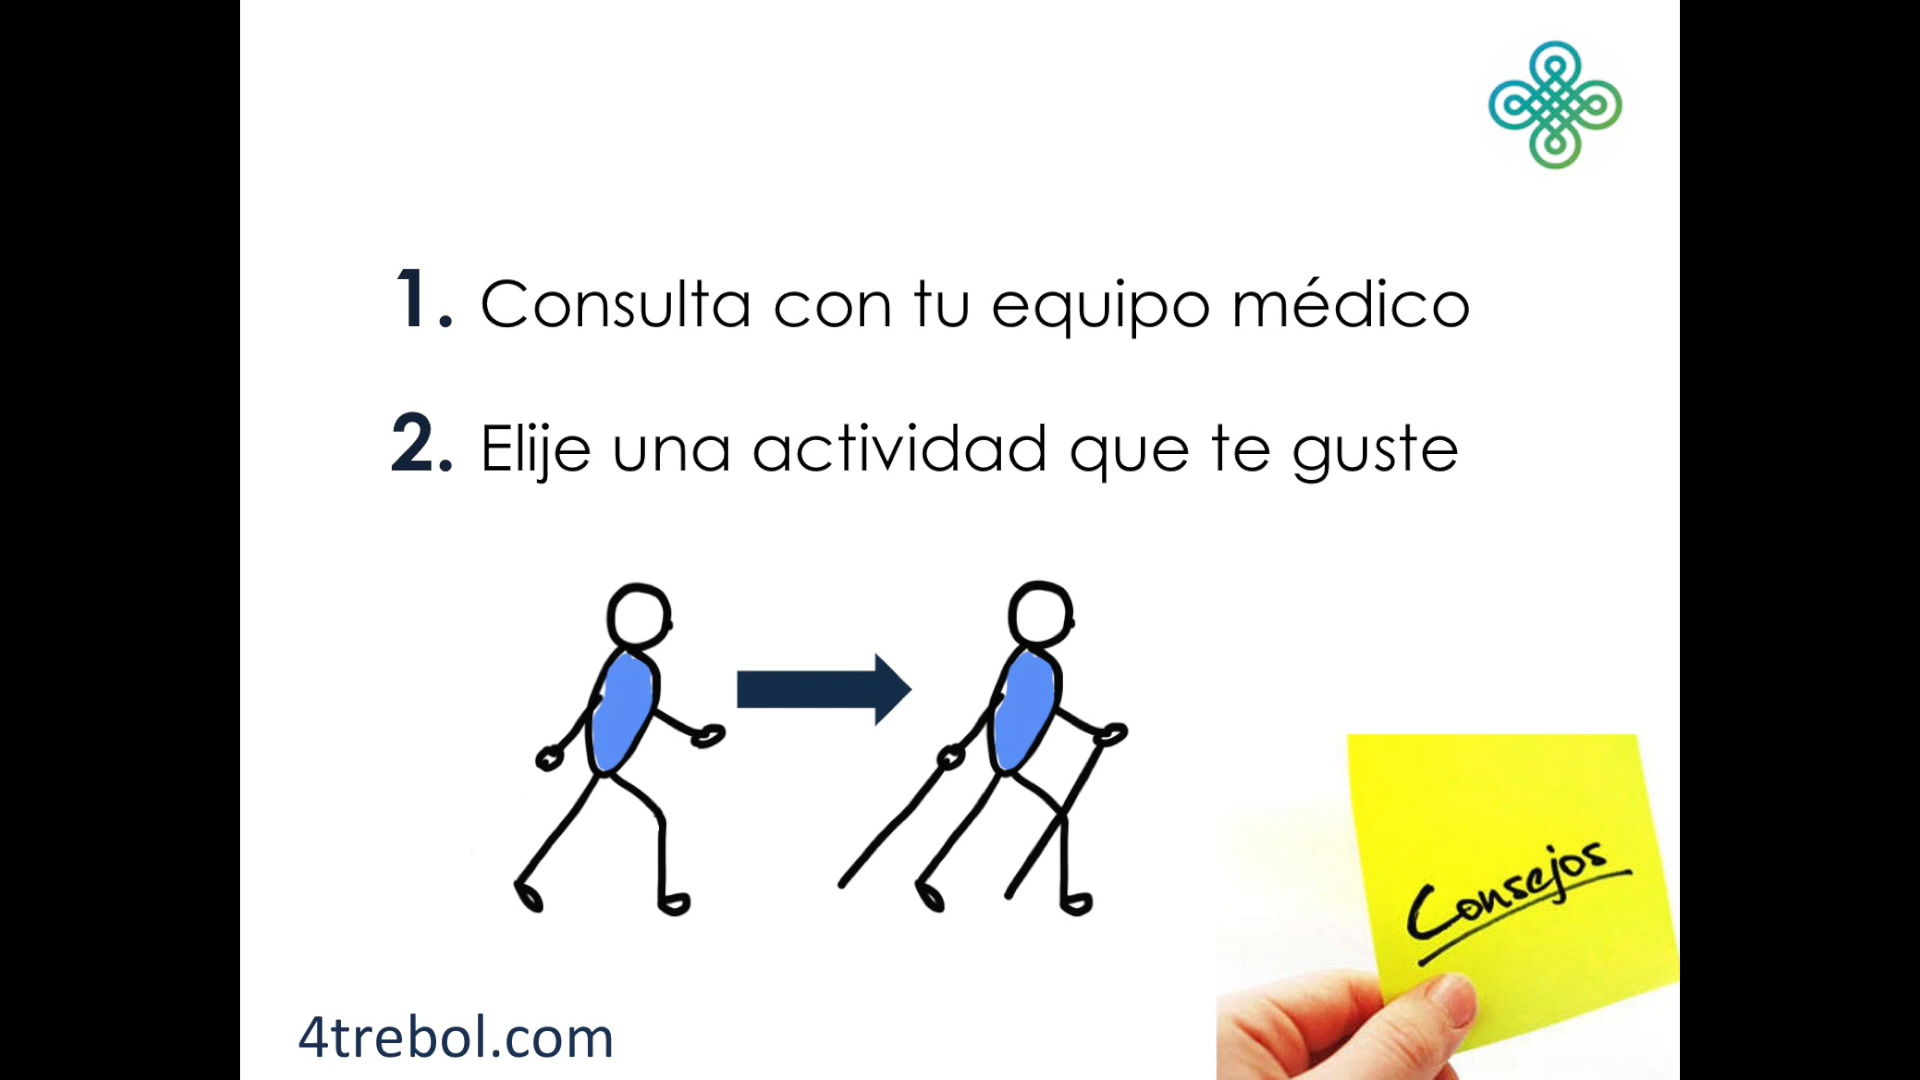 1. Consulta con tu equipo médico
2. Elije una actividad que te guste
Consejos
4trebol.com